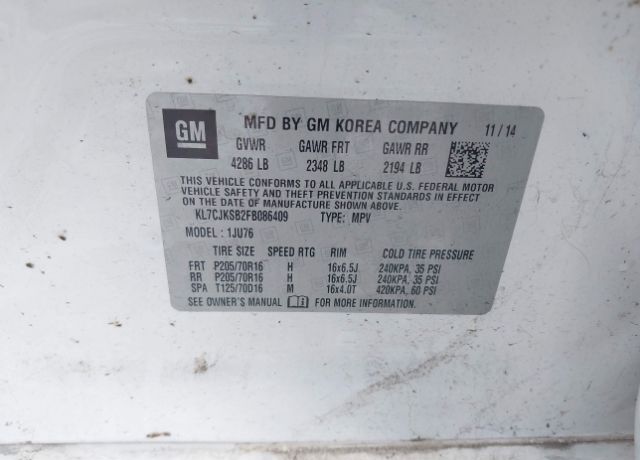 GM MFD BY GM KOREA COMPANY 11/14
GVWR GAWR FRT GAWR RR
4286 LB 2348 LB 2194 LB
THIS VEHICLE CONFORMS TO ALL APPLICABLE U.S. FEDERAL MOTOR
VEHICLE SAFETY AND THEFT PREVENTION STANDARDS IN EFFECT
ON THE DATE OF MANUFACTURE SHOWN ABOVE.
KL7CJKSB2FB086409 TYPE: MPV
MODEL : 1JU76
TIRE SIZE SPEED RTG RIM COLD TIRE PRESSURE
FRT P205/70R16 H 16x6.5J 240KPA, 35 PSI
RR P205/70R16 H 16x6.5J 240KPA, 35 PSI
SPA T125/70D16 M 16x4.0T 420KPA, 60 PSI
SEE OWNER'S MANUAL FOR MORE INFORMATION.